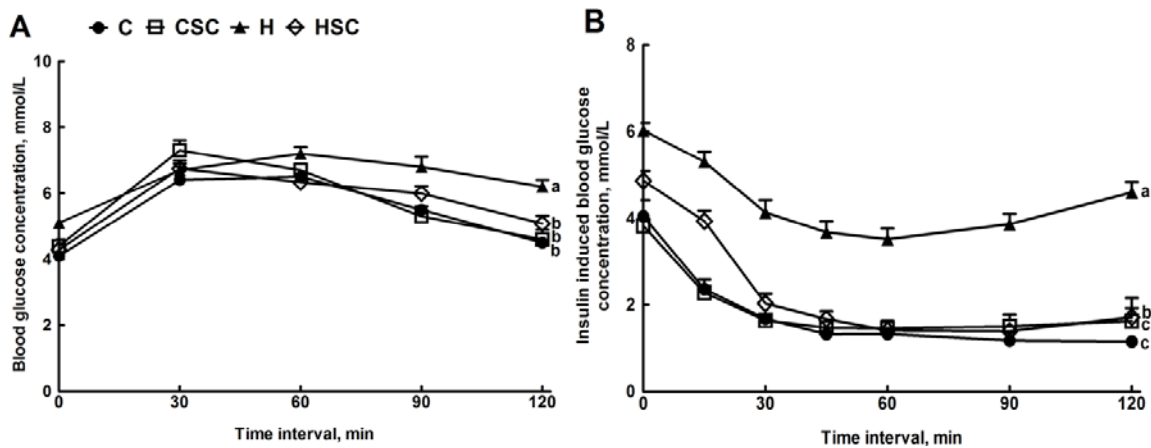 A
C CSC H HSC
Blood glucose concentration, mmol/L
10
8
6
4
2
0
a
b
b
b
0 30 60 90 120
Time interval, min
B
Insulin induced blood glucose
concentration, mmol/L
8
6
4
2
0
a
b
c
c
0 30 60 90 120
Time interval, min